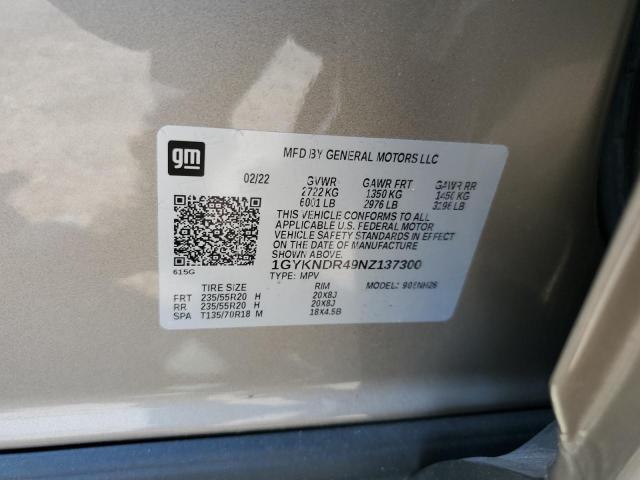 gm
MFD BY GENERAL MOTORS LLC
02/22 GVWR GAWR FRT GAWR RR
2722 KG 1350 KG 1450 KG
6001 LB 2976 LB 3196 LB
THIS VEHICLE CONFORMS TO ALL
APPLICABLE U.S. FEDERAL MOTOR
VEHICLE SAFETY STANDARDS IN EFFECT
ON THE DATE OF MANUFACTURE
SHOWN ABOVE.
615G
1GYKNDR49NZ137300
TYPE: MPV MODEL:
TIRE SIZE RIM
FRT 235/55R20 H 20X8J
RR 235/55R20 H 20X8J
SPA T135/70R18 M 18X4.5B